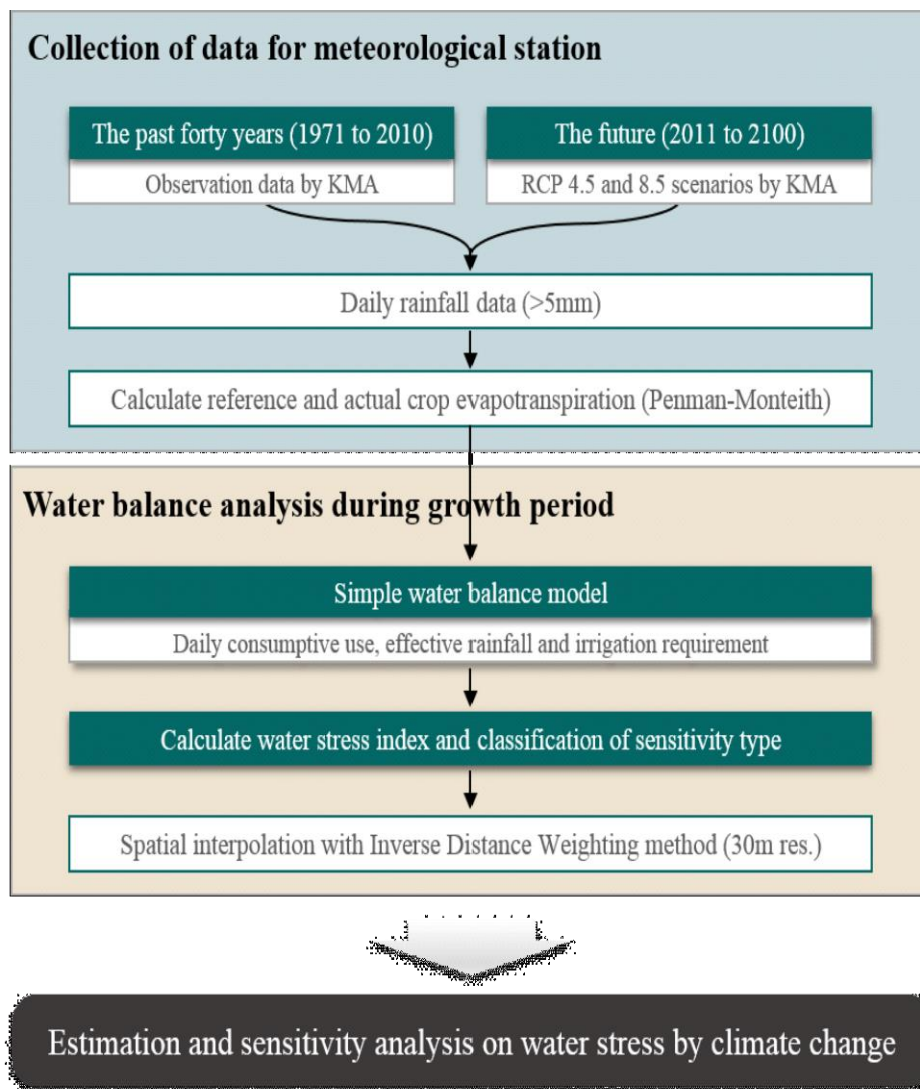 Collection of data for meteorological station
The past forty years (1971 to 2010)
Observation data by KMA
The future (2011 to 2100)
RCP 4.5 and 8.5 scenarios by KMA
Daily rainfall data (>5mm)
Calculate reference and actual crop evapotranspiration (Penman-Monteith)
Water balance analysis during growth period
Simple water balance model
Daily consumptive use, effective rainfall and irrigation requirement
Calculate water stress index and classification of sensitivity type
Spatial interpolation with Inverse Distance Weighting method (30m res.)
Estimation and sensitivity analysis on water stress by climate change